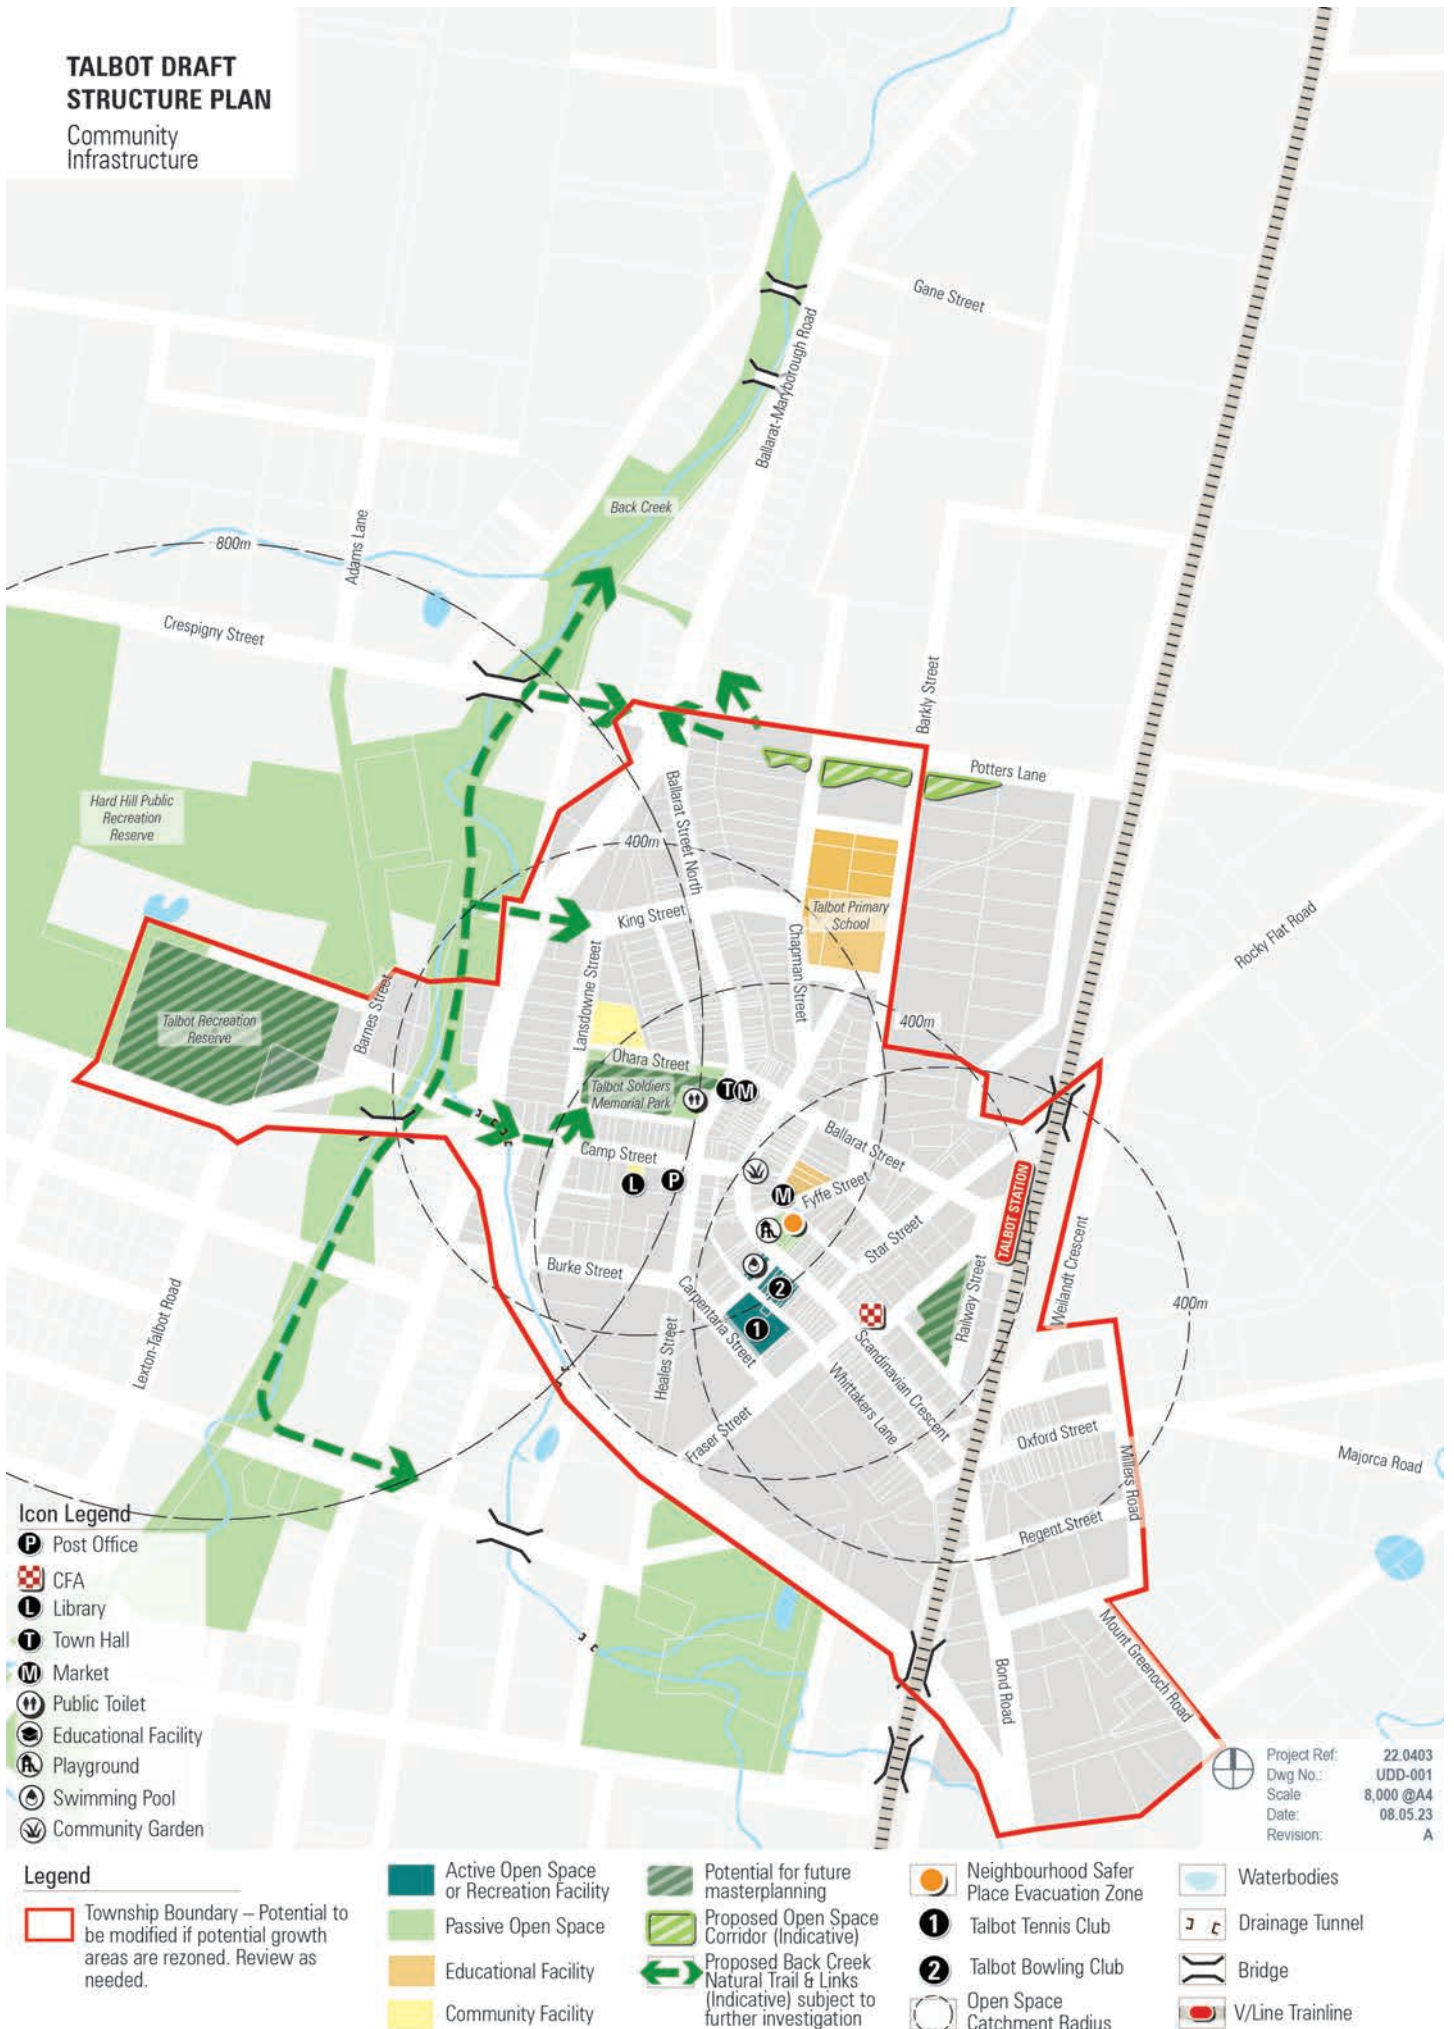 TALBOT DRAFT
STRUCTURE PLAN
Community
Infrastructure
Gane Street
Ballarat-Maryborough Road
Back Creek
800m
Adams Lane
Crespigny Street
Barkly Street
Potters Lane
Hard Hill Public
Recreation
Reserve
Ballarat Street North
400m
King Street
Talbot Primary
School
Chapman Street
Rocky Flat Road
Lansdowne Street
Barnes Street
Talbot Recreation
Reserve
400m
Ohara Street
Talbot Soldiers
Memorial Park
T
M
Ballarat Street
Camp Street
L
P
M
Fyffe Street
TALBOT STATION
Star Street
Burke Street
Railway Street
Weilandt Crescent
400m
Lexton-Talbot Road
2
1
Carpentaria Street
Heales Street
Scandinavian Crescent
Whittakers Lane
Fraser Street
Oxford Street
Millers Road
Majorca Road
Regent Street
Bond Road
Mount Greenoch Road
Icon Legend
P Post Office
CFA
L Library
T Town Hall
M Market
Public Toilet
Educational Facility
Playground
Swimming Pool
Community Garden
Project Ref: 22.0403
Dwg No.: UDD-001
Scale 8,000 @A4
Date: 08.05.23
Revision: A
Legend
Township Boundary – Potential to
be modified if potential growth
areas are rezoned. Review as
needed.
Active Open Space
or Recreation Facility
Passive Open Space
Educational Facility
Community Facility
Potential for future
masterplanning
Proposed Open Space
Corridor (Indicative)
Proposed Back Creek
Natural Trail & Links
(Indicative) subject to
further investigation
Neighbourhood Safer
Place Evacuation Zone
1 Talbot Tennis Club
2 Talbot Bowling Club
Open Space
Catchment Radius
Waterbodies
Drainage Tunnel
Bridge
V/Line Trainline